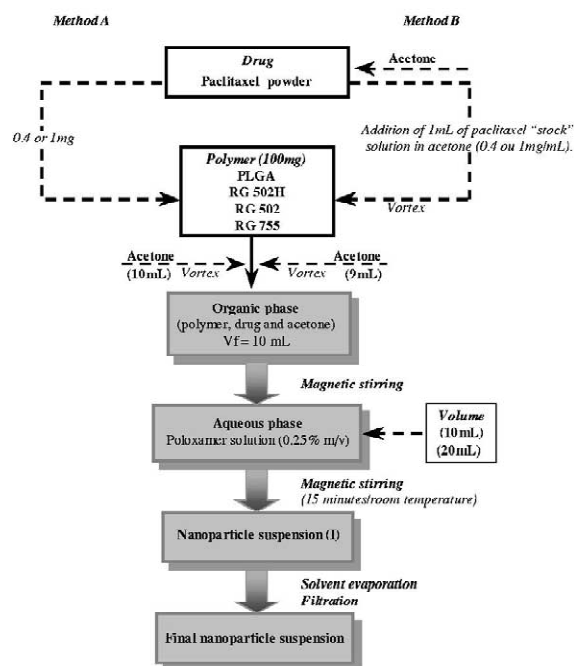 Method A
Method B
Drug
Paclitaxel powder
Acetone
0.4 or 1mg
Addition of 1mL of paclitaxel “stock”
solution in acetone (0.4 ou 1mg/mL).
Polymer (100mg)
PLGA
RG 502H
RG 502
RG 755
Vortex
Acetone
(10mL)
Vortex
Acetone
(9mL)
Vortex
Organic phase
(polymer, drug and acetone)
Vf = 10 mL
Magnetic stirring
Aqueous phase
Poloxamer solution (0.25% m/v)
Volume
(10mL)
(20mL)
Magnetic stirring
(15 minutes/room temperature)
Nanoparticle suspension (I)
Solvent evaporation
Filtration
Final nanoparticle suspension